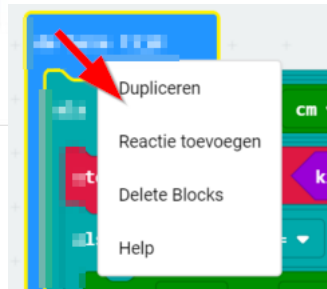 Dupliceren
cm
Reactie toevoegen
k
Delete Blocks
Help